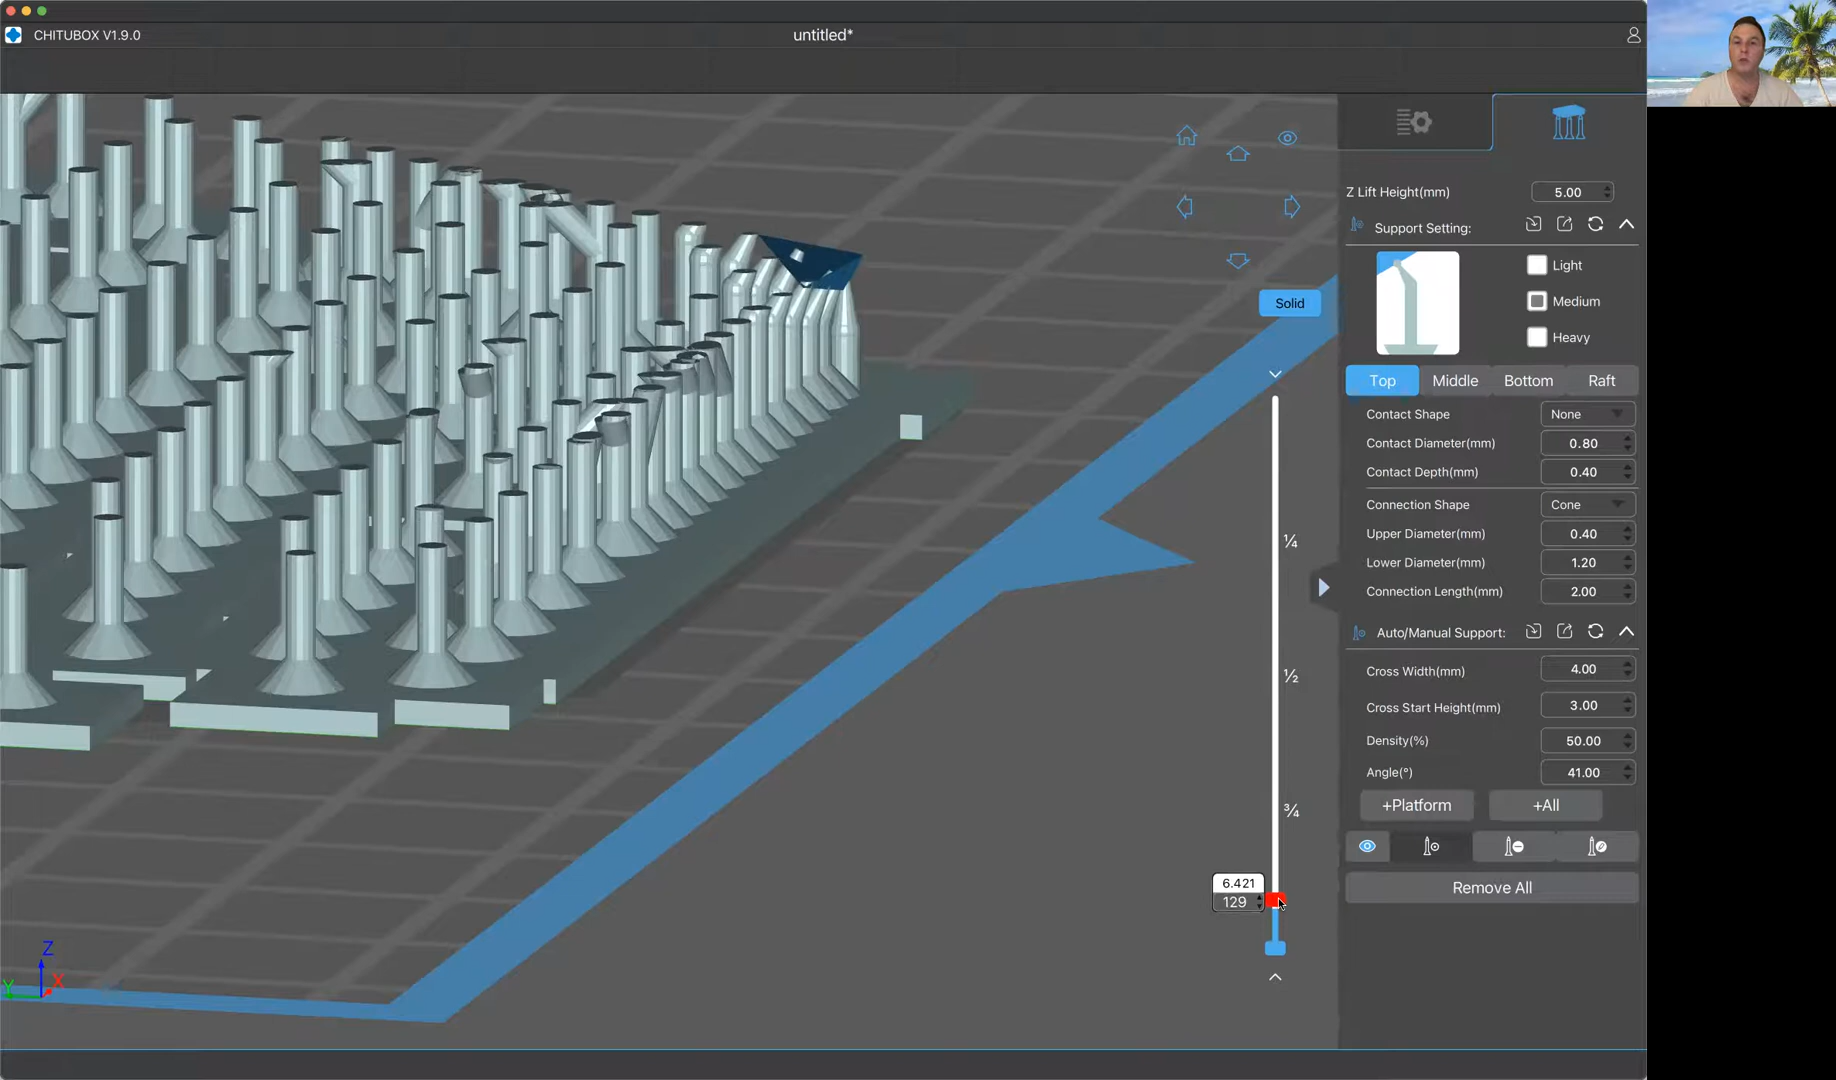 CHITUBOX V1.9.0
untitled*
Z Lift Height(mm) 5.00
Support Setting:
Light
Medium
Heavy
Solid
Top Middle Bottom Raft
Contact Shape None
Contact Diameter(mm) 0.80
Contact Depth(mm) 0.40
Connection Shape Cone
Upper Diameter(mm) 0.40
Lower Diameter(mm) 1.20
Connection Length(mm) 2.00
Auto/Manual Support:
Cross Width(mm) 4.00
Cross Start Height(mm) 3.00
Density(%) 50.00
Angle(°) 41.00
+Platform +All
Remove All
¼
½
¾
6.421
129
Z
X
Y